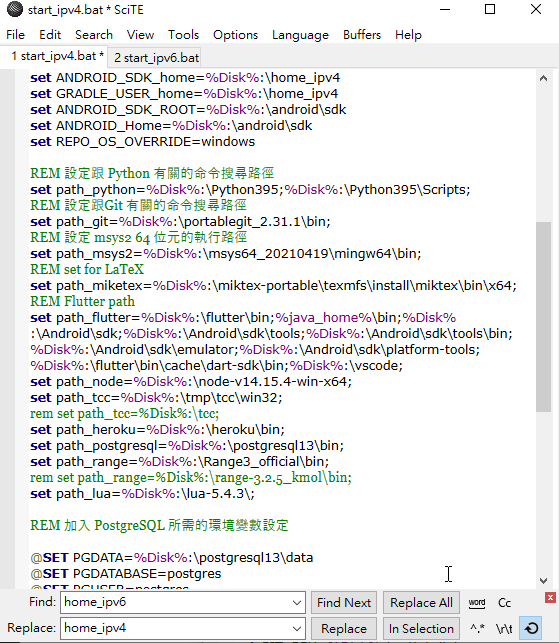 start_ipv4.bat * SciTE
File Edit Search View Tools Options Language Buffers Help
1 start_ipv4.bat * 2 start_ipv6.bat
set ANDROID_SDK_home=%Disk%:\home_ipv4
set GRADLE_USER_home=%Disk%:\home_ipv4
set ANDROID_SDK_ROOT=%Disk%:\android\sdk
set ANDROID_Home=%Disk%:\android\sdk
set REPO_OS_OVERRIDE=windows
REM 設定跟 Python 有關的命令搜尋路徑
set path_python=%Disk%:\Python395;%Disk%:\Python395\Scripts;
REM 設定跟Git 有關的命令搜尋路徑
set path_git=%Disk%:\portablegit_2.31.1\bin;
REM 設定 msys2 64 位元的執行路徑
set path_msys2=%Disk%:\msys64_20210419\mingw64\bin;
REM set for LaTeX
set path_miketex=%Disk%:\miktex-portable\texmfs\install\miktex\bin\x64;
REM Flutter path
set path_flutter=%Disk%:\flutter\bin;%java_home%\bin;%Disk%
:\Android\sdk;%Disk%:\Android\sdk\tools;%Disk%:\Android\sdk\tools\bin;
%Disk%:\Android\sdk\emulator;%Disk%:\Android\sdk\platform-tools;
%Disk%:\flutter\bin\cache\dart-sdk\bin;%Disk%:\vscode;
set path_node=%Disk%:\node-v14.15.4-win-x64;
set path_tcc=%Disk%:\tmp\tcc\win32;
rem set path_tcc=%Disk%:\tcc;
set path_heroku=%Disk%:\heroku\bin;
set path_postgresql=%Disk%:\postgresql13\bin;
set path_range=%Disk%:\Range3_official\bin;
rem set path_range=%Disk%:\range-3.2.5_kmol\bin;
set path_lua=%Disk%:\lua-5.4.3\;
REM 加入 PostgreSQL 所需的環境變數設定
@SET PGDATA=%Disk%:\postgresql13\data
@SET PGDATABASE=postgres
@SET PGUSER=postgres
Find: home_ipv6 Find Next Replace All word Cc
Replace: home_ipv4 Replace In Selection ^.* \r\t